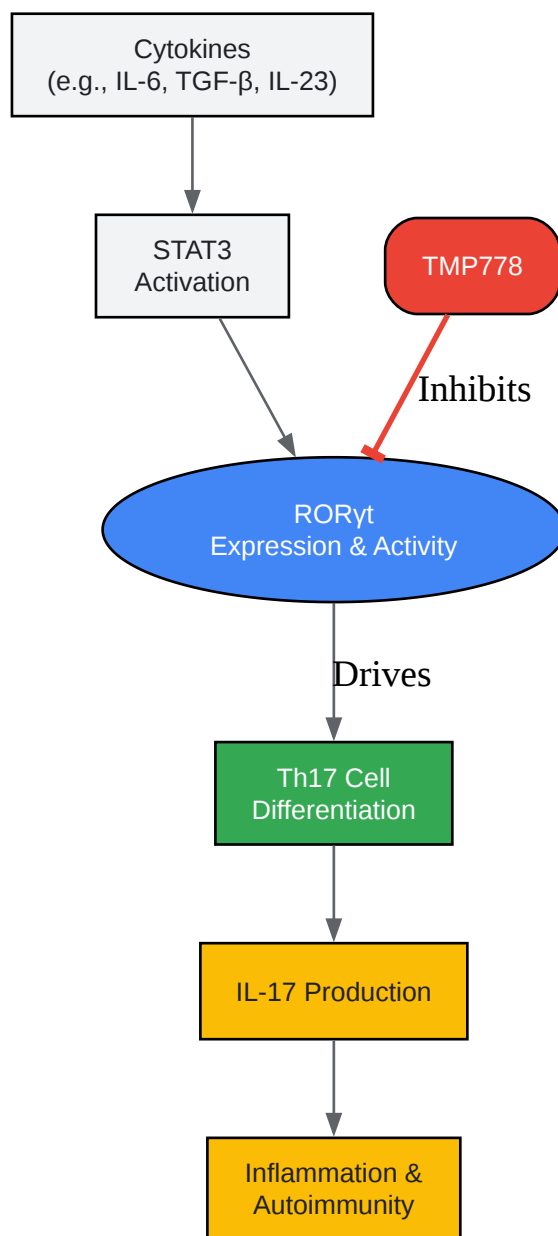 Cytokines
(e.g., IL-6, TGF-β, IL-23)
STAT3
Activation
TMP778
Inhibits
RORγt
Expression & Activity
Drives
Th17 Cell
Differentiation
IL-17 Production
Inflammation &
Autoimmunity